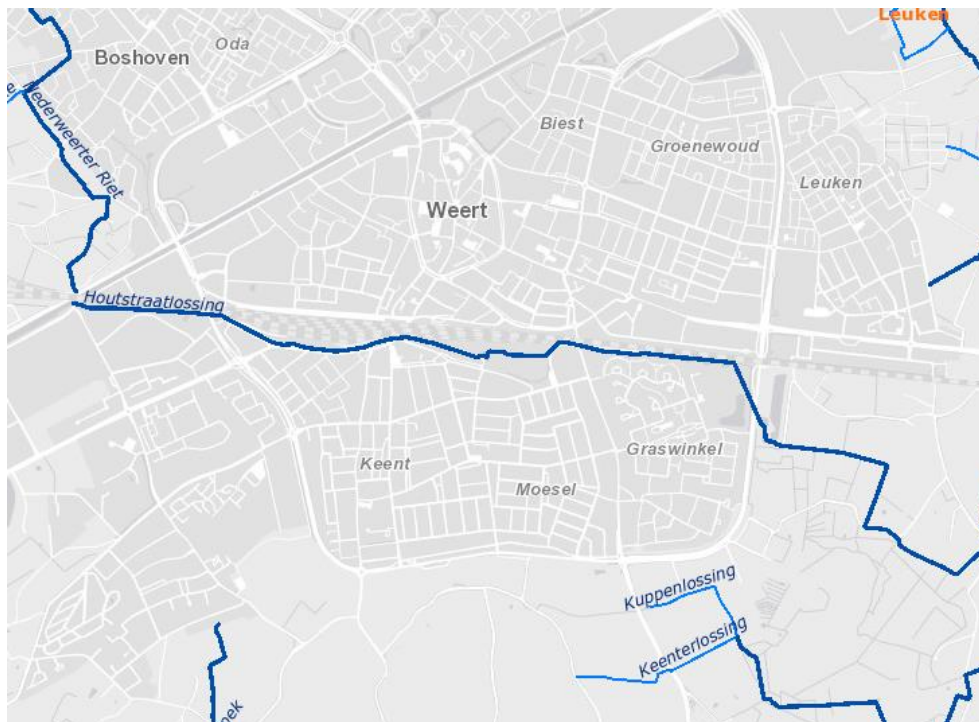 Leuken
Oda
Boshoven
Nederweerter Riet
Biest
Groenewoud
Leuken
Weert
Houtstraatlossing
Graswinkel
Keent
Moesel
Kuppenlossing
Keenterlossing